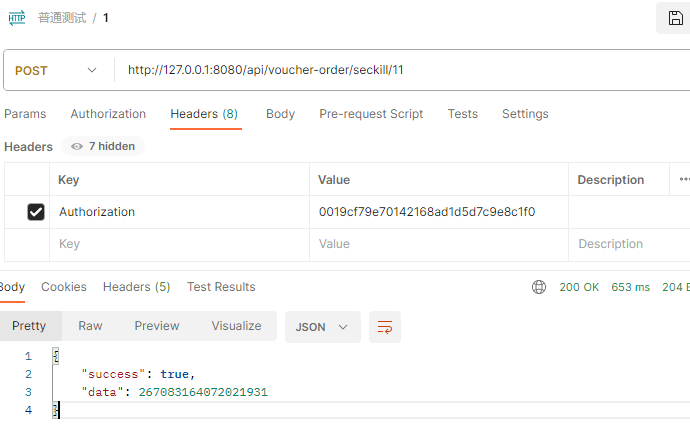 HTTP 普通测试 / 1
POST http://127.0.0.1:8080/api/voucher-order/seckill/11
Params Authorization Headers (8) Body Pre-request Script Tests Settings
Headers 7 hidden
Key Value Description
Authorization 0019cf79e70142168ad1d5d7c9e8c1f0
Key Value Description
Body Cookies Headers (5) Test Results 200 OK 653 ms 204 B
Pretty Raw Preview Visualize JSON
1 {
2 "success": true,
3 "data": 267083164072021931
4 }